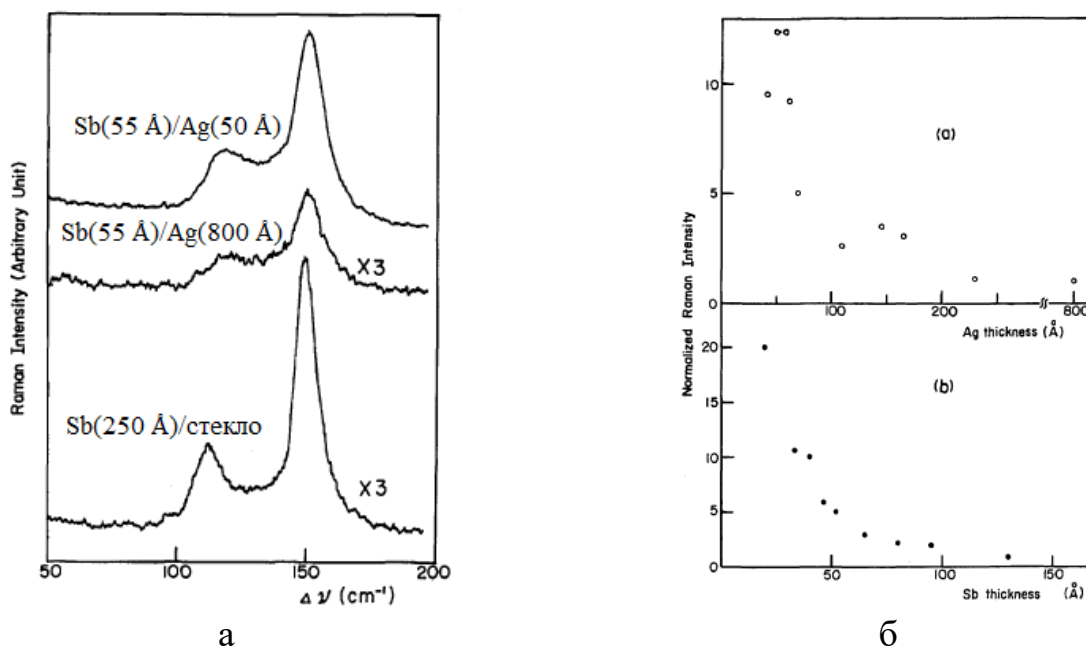 Raman Intensity (Arbitrary Unit)
Sb(55 Å)/Ag(50 Å)
Sb(55 Å)/Ag(800 Å)
X3
Sb(250 Å)/стекло
X3
50 100 150 200
Δν (cm⁻¹)
а
Normalized Raman Intensity
10
(a)
5
0
100 200 800
Ag thickness (Å)
20
(b)
15
10
5
0
50 100 150
Sb thickness (Å)
б